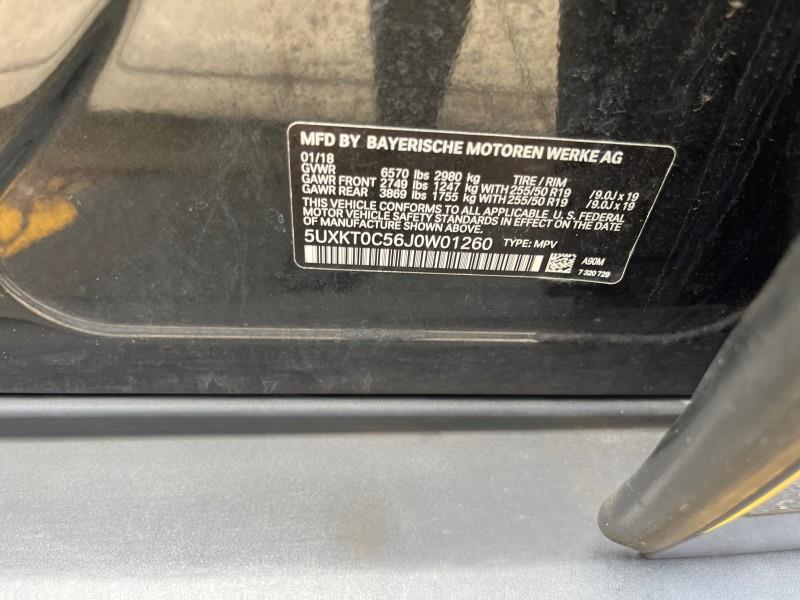 MFD BY BAYERISCHE MOTOREN WERKE AG
01/18
GVWR 6570 lbs 2980 kg TIRE / RIM
GAWR FRONT 2749 lbs 1247 kg WITH 255/50 R19 /9.0J x 19
GAWR REAR 3869 lbs 1755 kg WITH 255/50 R19 /9.0J x 19
THIS VEHICLE CONFORMS TO ALL APPLICABLE U. S. FEDERAL
MOTOR VEHICLE SAFETY STANDARDS IN EFFECT ON THE DATE
OF MANUFACTURE SHOWN ABOVE.
5UXKT0C56J0W01260 TYPE: MPV
A90M
7 320 729